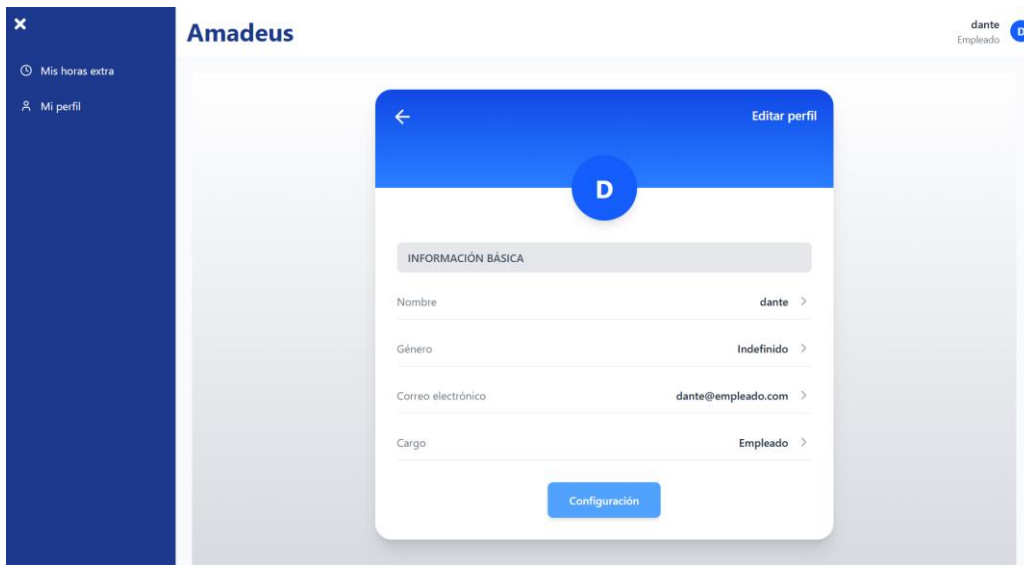 Amadeus
dante
Empleado
D
Mis horas extra
Mi perfil
Editar perfil
D
INFORMACIÓN BÁSICA
Nombre dante
Género Indefinido
Correo electrónico dante@empleado.com
Cargo Empleado
Configuración